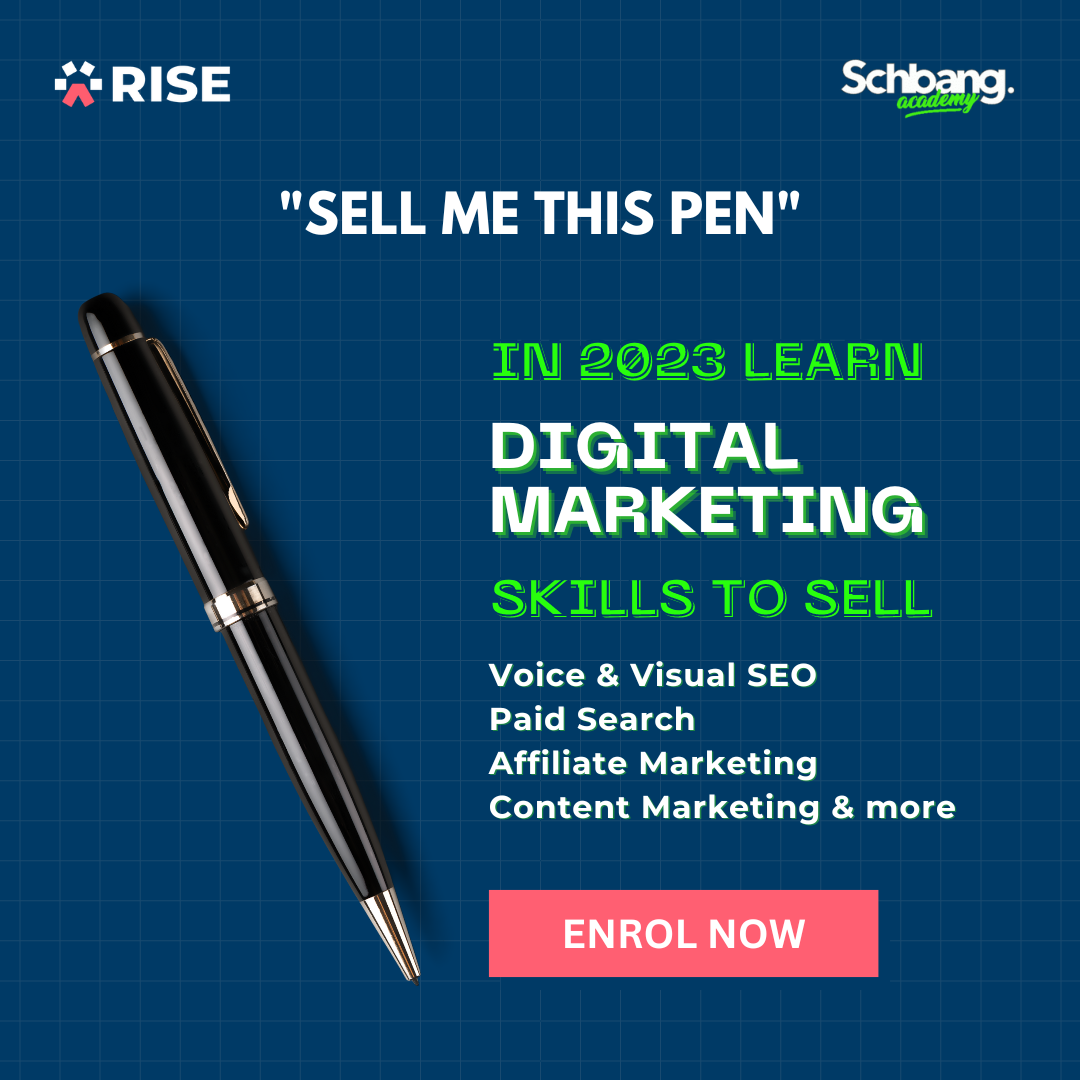 RISE
Schbang.
academy
"SELL ME THIS PEN"
IN 2023 LEARN
DIGITAL
MARKETING
SKILLS TO SELL
Voice & Visual SEO
Paid Search
Affiliate Marketing
Content Marketing & more
ENROL NOW